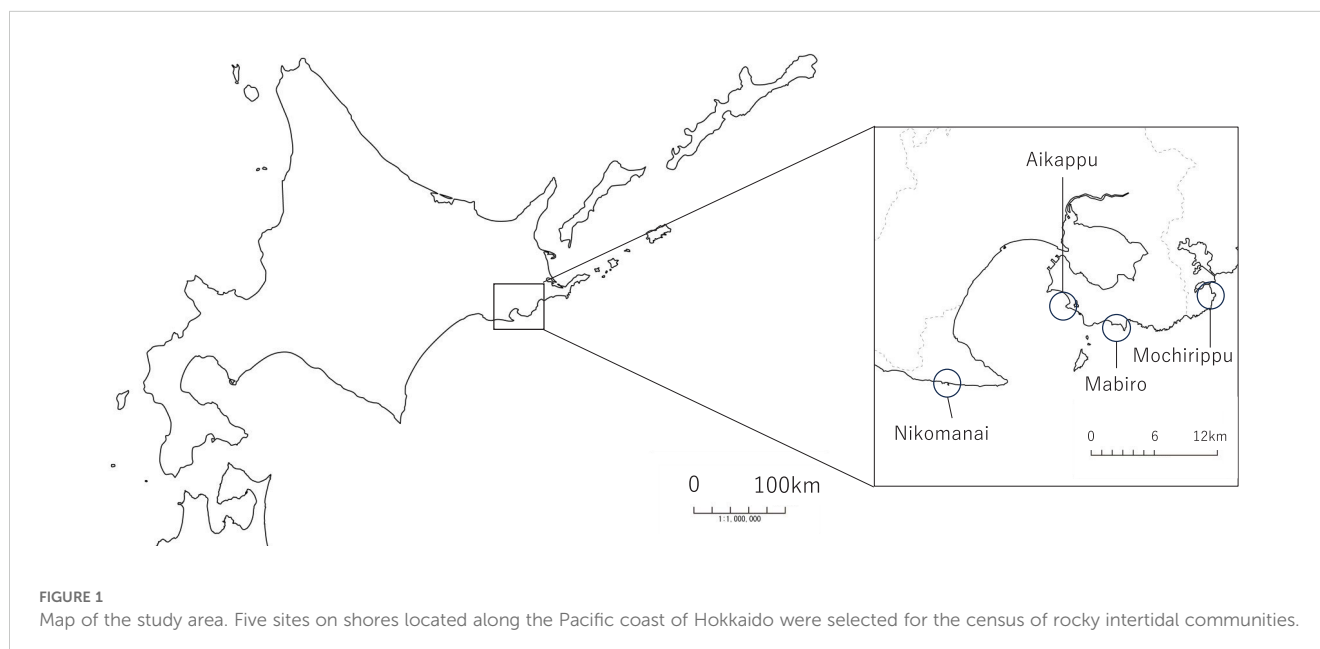 Aikappu
Mochirippu
Mabiro
Nikomanai
0 6 12km
0 100km
1:1,000,000
FIGURE 1
Map of the study area. Five sites on shores located along the Pacific coast of Hokkaido were selected for the census of rocky intertidal communities.